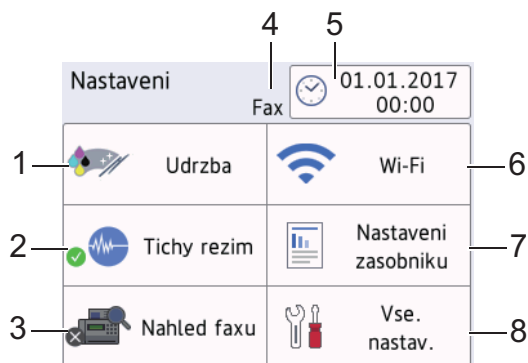 4 5
Nastaveni
Fax
01.01.2017
00:00
1 Udrzba
Wi-Fi 6
2 Tichy rezim
Nastaveni
zasobniku 7
3 Nahled faxu
Vse.
nastav. 8